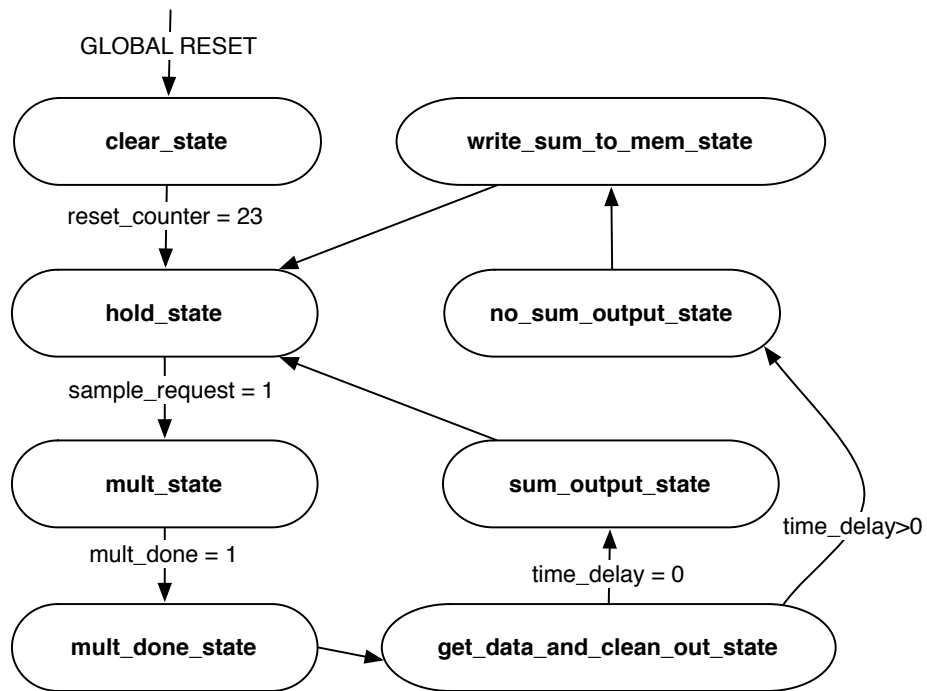 GLOBAL RESET
clear_state
write_sum_to_mem_state
reset_counter = 23
hold_state
no_sum_output_state
sample_request = 1
mult_state
sum_output_state
time_delay>0
mult_done = 1
time_delay = 0
mult_done_state
get_data_and_clean_out_state